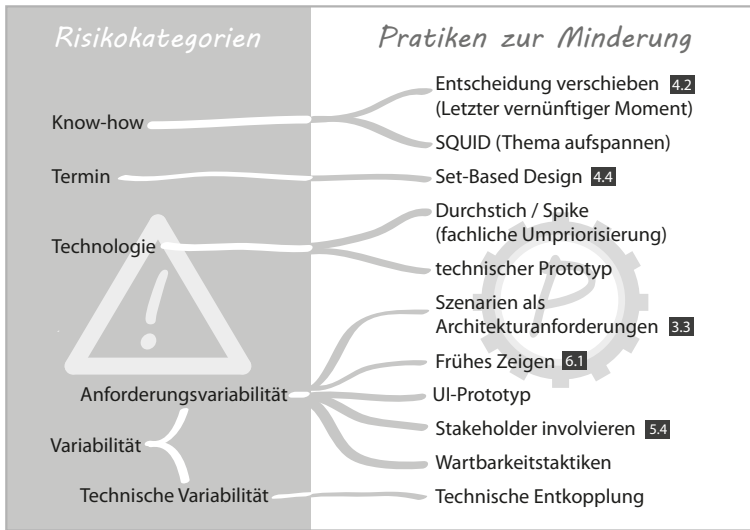 Risikokategorien
Pratiken zur Minderung
Know-how
Entscheidung verschieben 4.2
(Letzter vernünftiger Moment)
SQUID (Thema aufspannen)
Termin
Set-Based Design 4.4
Technologie
Durchstich / Spike
(fachliche Umpriorisierung)
technischer Prototyp
Szenarien als
Architekturanforderungen 3.3
Frühes Zeigen 6.1
Anforderungsvariabilität
UI-Prototyp
Stakeholder involvieren 5.4
Variabilität
Wartbarkeitstaktiken
Technische Variabilität
Technische Entkopplung
P